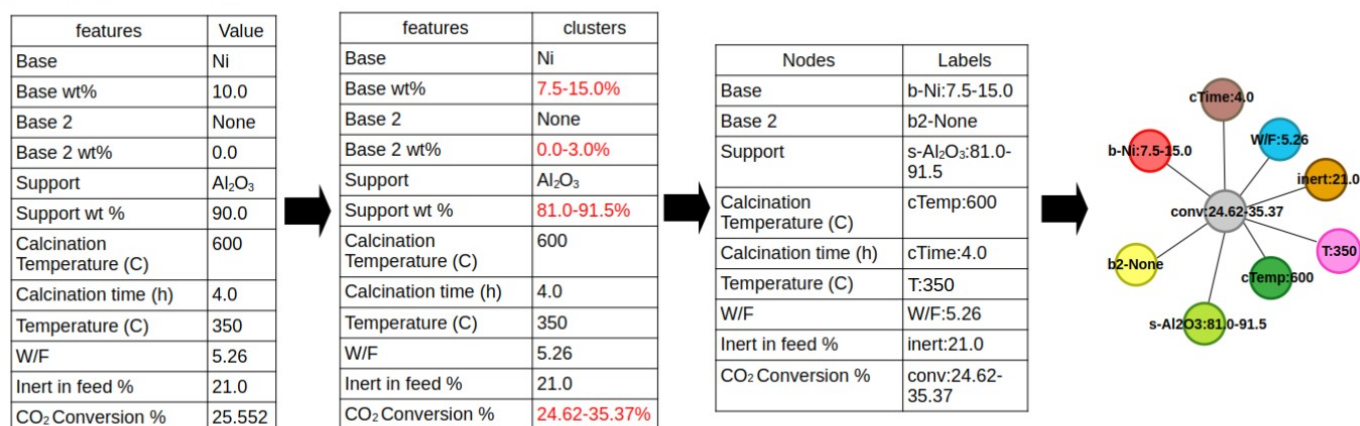 features Value
Base Ni
Base wt% 10.0
Base 2 None
Base 2 wt% 0.0
Support Al₂O₃
Support wt % 90.0
Calcination 600
Temperature (C)
Calcination time (h) 4.0
Temperature (C) 350
W/F 5.26
Inert in feed % 21.0
CO₂ Conversion % 25.552
features clusters
Base Ni
Base wt% 7.5-15.0%
Base 2 None
Base 2 wt% 0.0-3.0%
Support Al₂O₃
Support wt % 81.0-91.5%
Calcination 600
Temperature (C)
Calcination time (h) 4.0
Temperature (C) 350
W/F 5.26
Inert in feed % 21.0
CO₂ Conversion % 24.62-35.37%
Nodes Labels
Base b-Ni:7.5-15.0
Base 2 b2-None
Support s-Al₂O₃:81.0-
91.5
Calcination cTemp:600
Temperature (C)
Calcination time (h) cTime:4.0
Temperature (C) T:350
W/F W/F:5.26
Inert in feed % inert:21.0
CO₂ Conversion % conv:24.62-
35.37
cTime:4.0
W/F:5.26
b-Ni:7.5-15.0
inert:21.0
conv:24.62-35.37
T:350
b2-None
cTemp:600
s-Al2O3:81.0-91.5